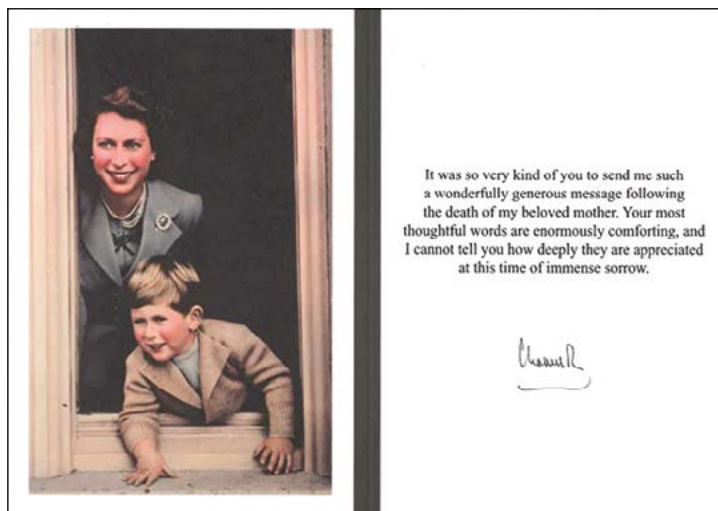 It was so very kind of you to send me such
a wonderfully generous message following
the death of my beloved mother. Your most
thoughtful words are enormously comforting, and
I cannot tell you how deeply they are appreciated
at this time of immense sorrow.
Charles R